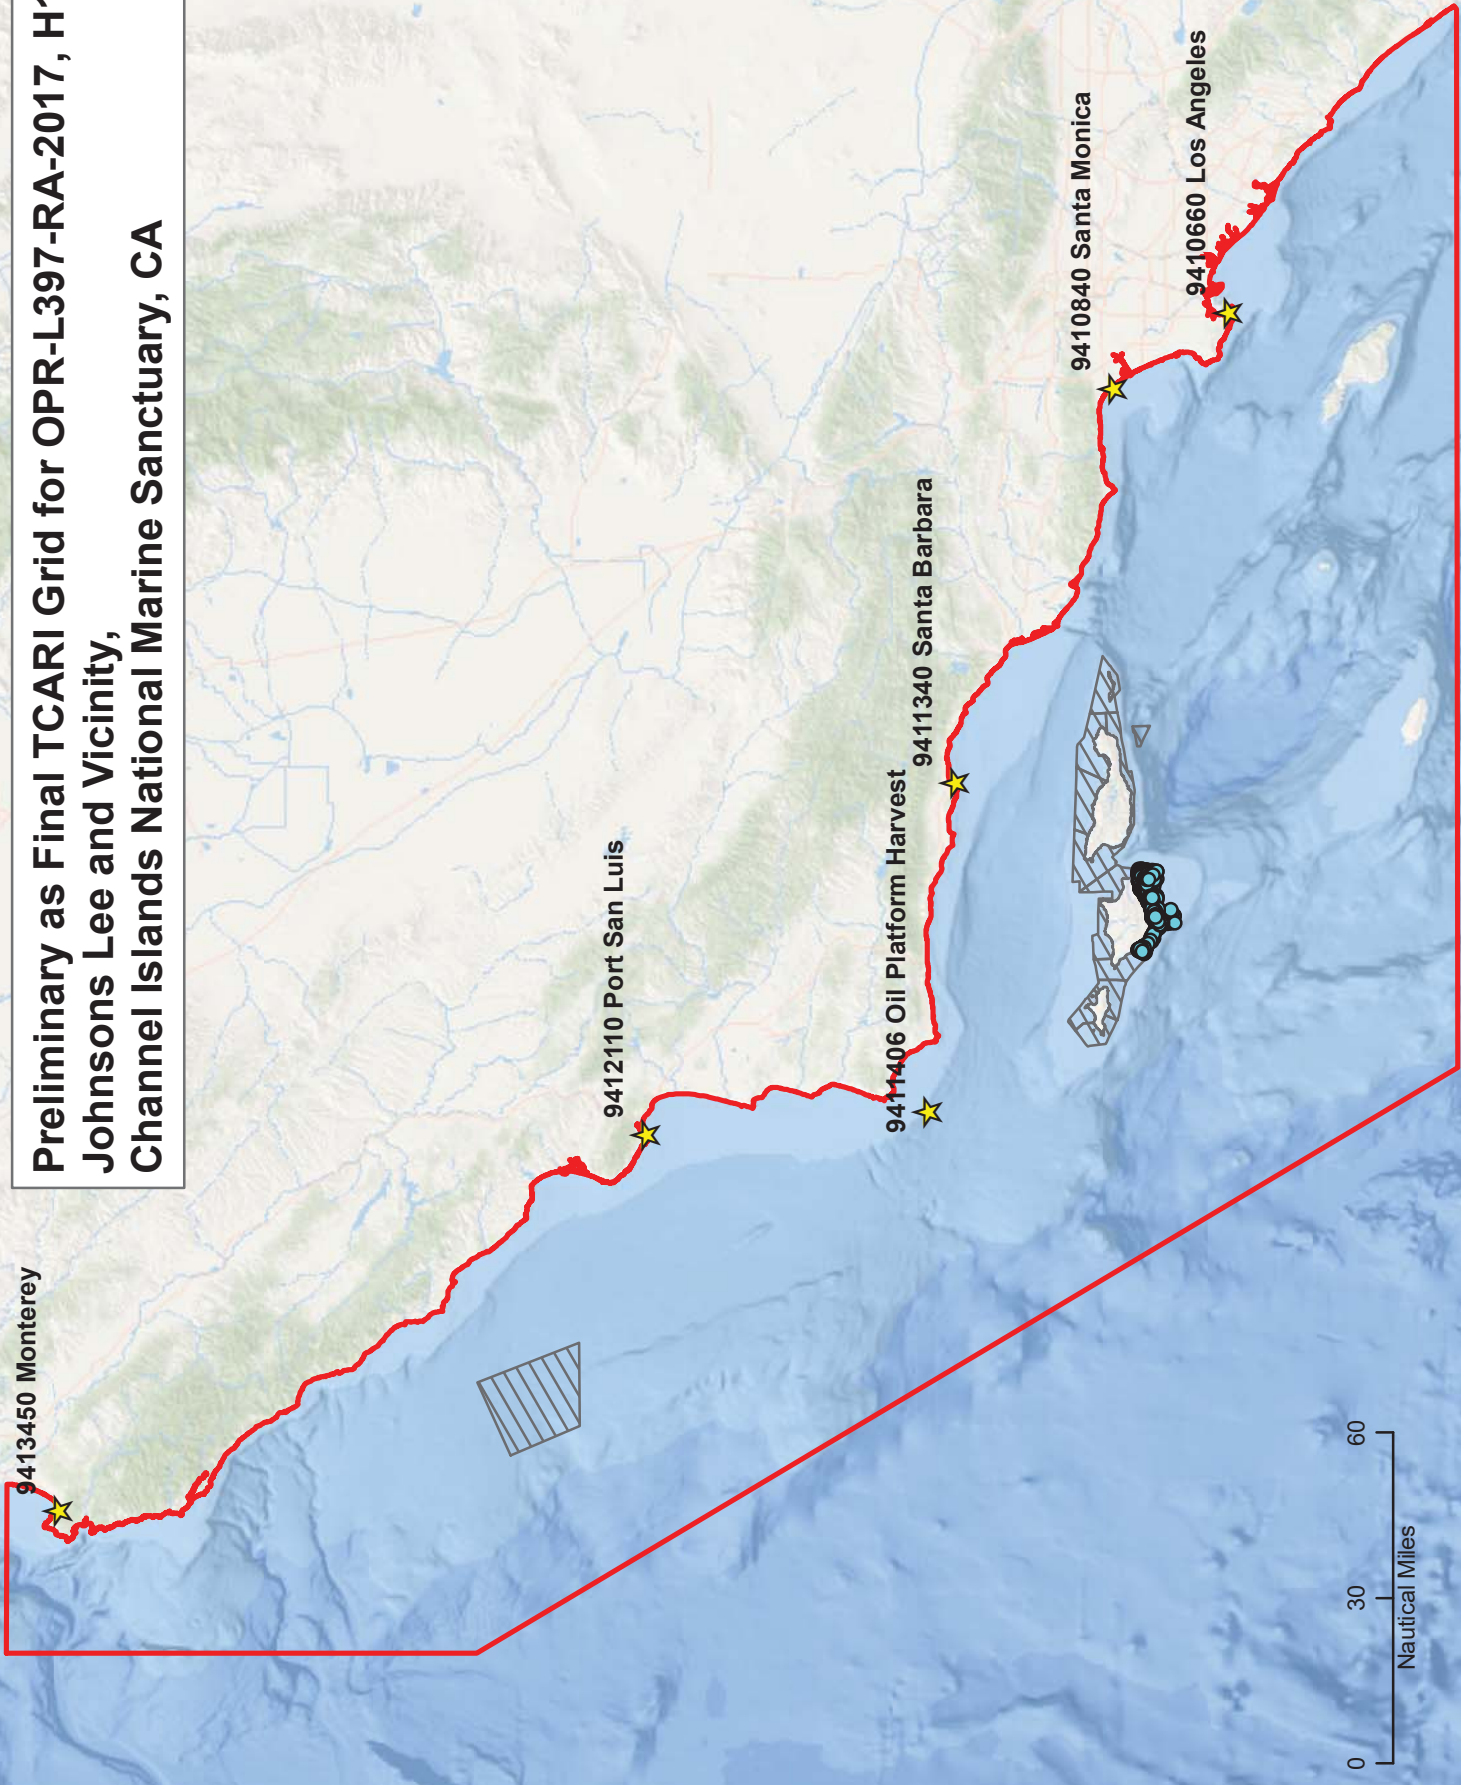 Preliminary as Final TCARI Grid for OPR-L397-RA-2017, H1
Johnsons Lee and Vicinity,
Channel Islands National Marine Sanctuary, CA
9413450 Monterey
9412110 Port San Luis
9411406 Oil Platform Harvest
9411340 Santa Barbara
9410840 Santa Monica
9410660 Los Angeles
0 30 60
Nautical Miles